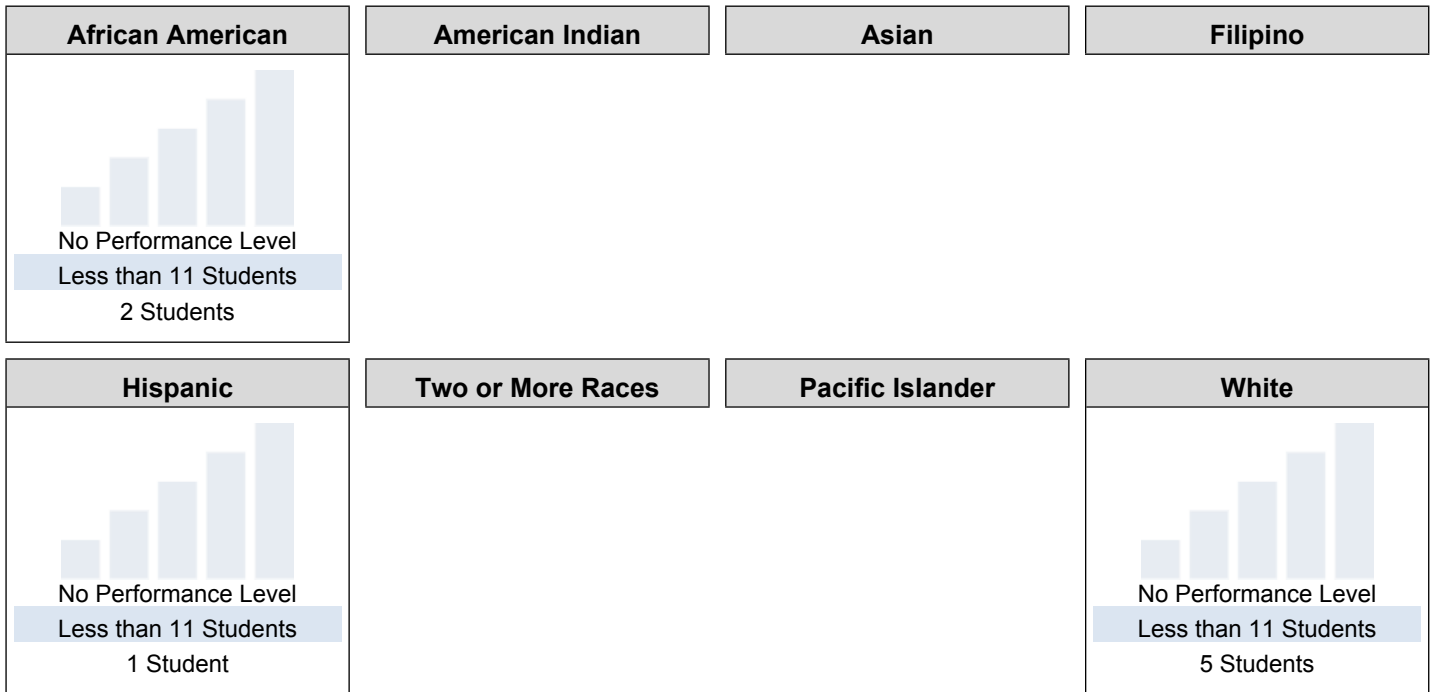 African American
American Indian
Asian
Filipino
No Performance Level
Less than 11 Students
2 Students
Hispanic
Two or More Races
Pacific Islander
White
No Performance Level
Less than 11 Students
1 Student
No Performance Level
Less than 11 Students
5 Students